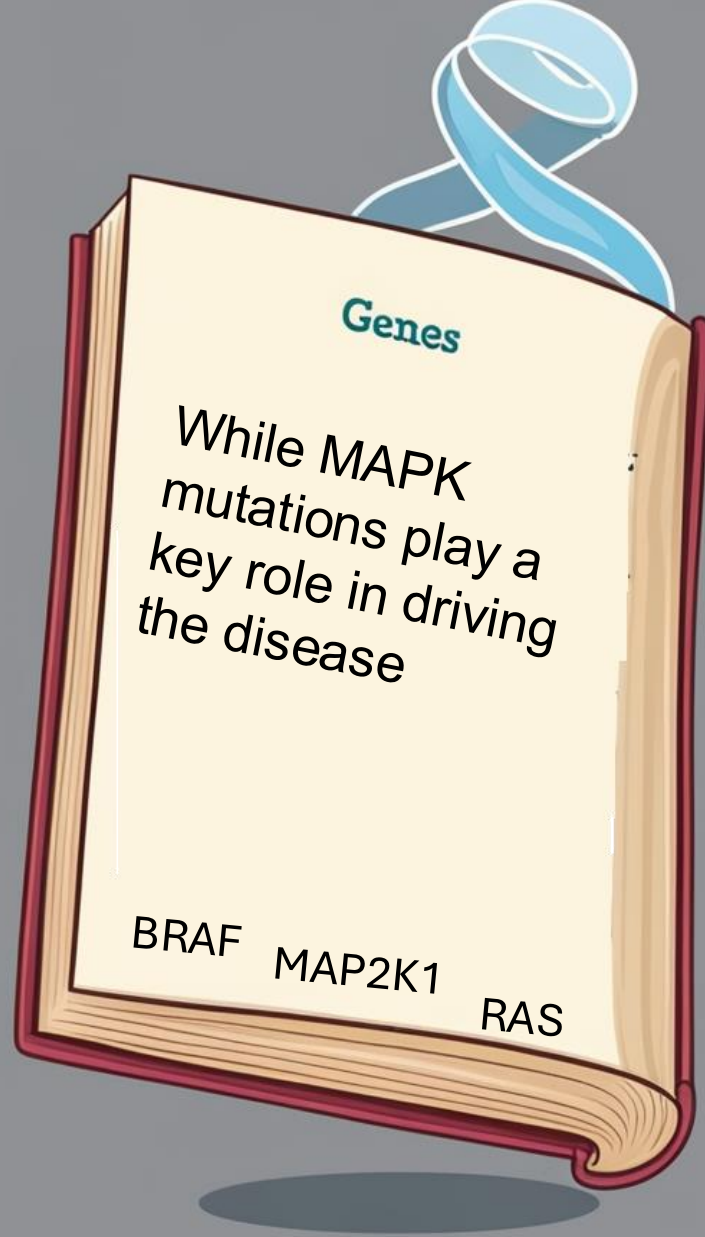 Genes
While MAPK
mutations play a
key role in driving
the disease
BRAF MAP2K1 RAS